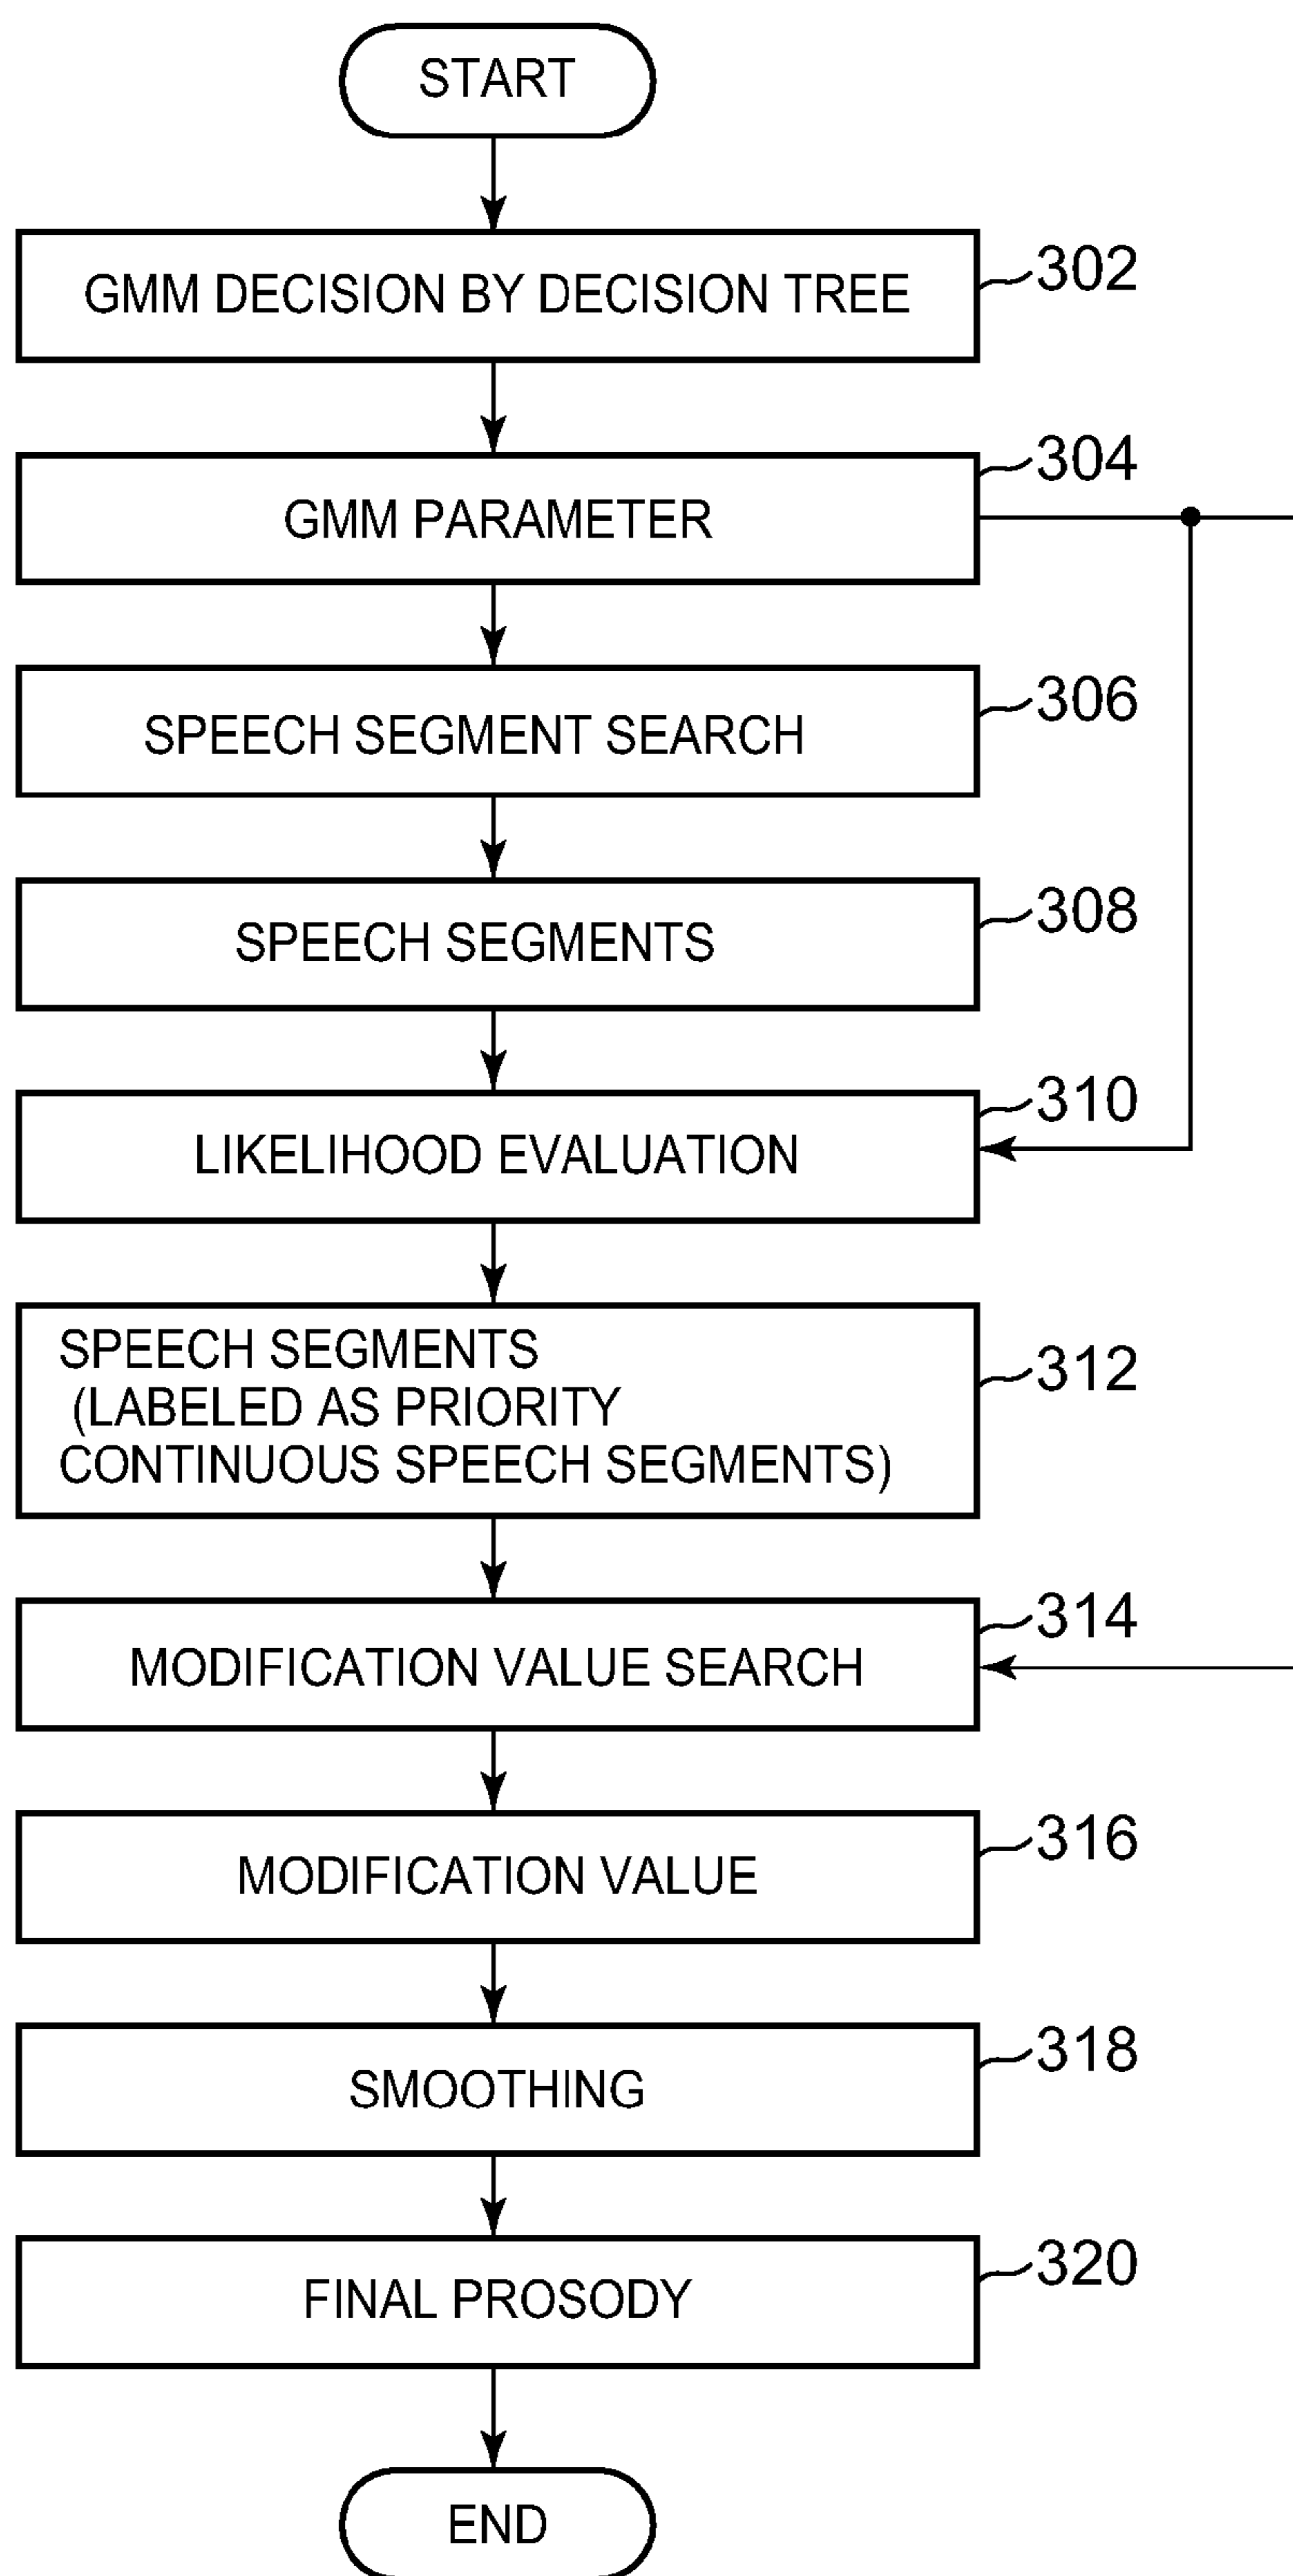 START
GMM DECISION BY DECISION TREE
302
GMM PARAMETER
304
SPEECH SEGMENT SEARCH
306
SPEECH SEGMENTS
308
LIKELIHOOD EVALUATION
310
SPEECH SEGMENTS
(LABELED AS PRIORITY
CONTINUOUS SPEECH SEGMENTS)
312
MODIFICATION VALUE SEARCH
314
MODIFICATION VALUE
316
SMOOTHING
318
FINAL PROSODY
320
END